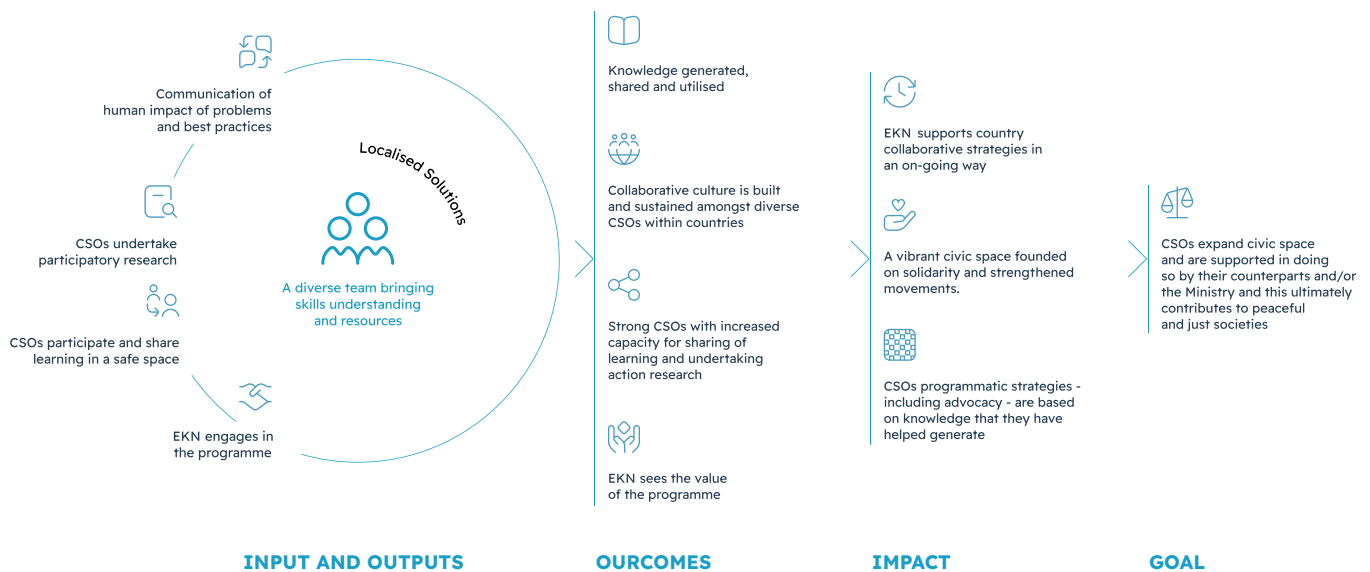 Communication of
human impact of problems
and best practices
CSOs undertake
participatory research
CSOs participate and share
learning in a safe space
EKN engages in
the programme
Localised Solutions
A diverse team bringing
skills understanding
and resources
INPUT AND OUTPUTS
Knowledge generated,
shared and utilised
Collaborative culture is built
and sustained amongst diverse
CSOs within countries
Strong CSOs with increased
capacity for sharing of
learning and undertaking
action research
EKN sees the value
of the programme
OURCOMES
EKN supports country
collaborative strategies in
an on-going way
A vibrant civic space founded
on solidarity and strengthened
movements.
CSOs programmatic strategies -
including advocacy - are based
on knowledge that they have
helped generate
IMPACT
CSOs expand civic space
and are supported in doing
so by their counterparts and/or
the Ministry and this ultimately
contributes to peaceful
and just societies
GOAL